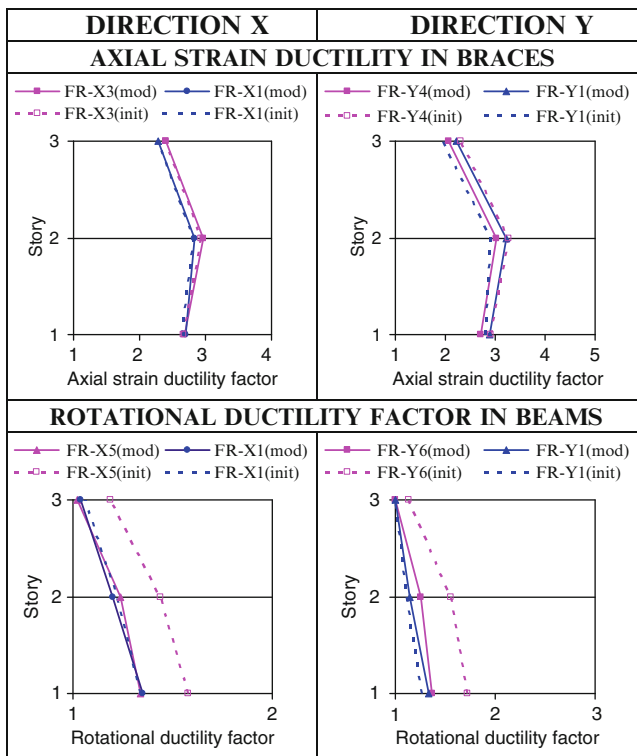 DIRECTION X DIRECTION Y
AXIAL STRAIN DUCTILITY IN BRACES
FR-X3(mod) FR-X1(mod)
FR-X3(init) FR-X1(init)
3
2
1
Story
1 2 3 4
Axial strain ductility factor
FR-Y4(mod) FR-Y1(mod)
FR-Y4(init) FR-Y1(init)
3
2
1
Story
1 2 3 4 5
Axial strain ductility factor
ROTATIONAL DUCTILITY FACTOR IN BEAMS
FR-X5(mod) FR-X1(mod)
FR-X5(init) FR-X1(init)
3
2
1
Story
1 2
Rotational ductility factor
FR-Y6(mod) FR-Y1(mod)
FR-Y6(init) FR-Y1(init)
3
2
1
Story
1 2 3
Rotational ductility factor